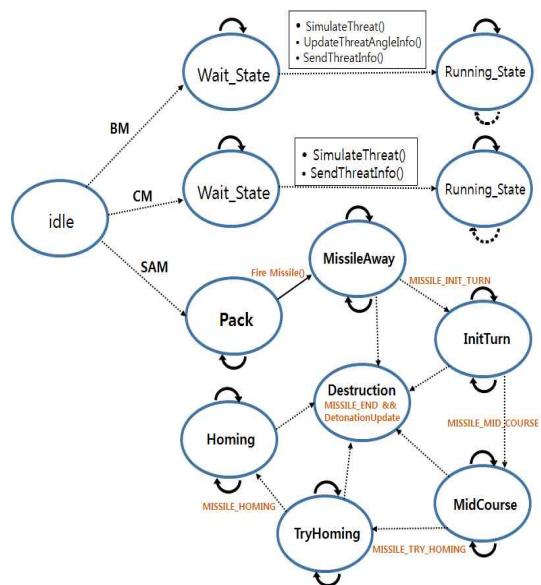 • SimulateThreat()
• UpdateThreatAngleInfo()
• SendThreatInfo()
Wait_State
Running_State
BM
• SimulateThreat()
• SendThreatInfo()
CM
Wait_State
Running_State
idle
SAM
MissileAway
Fire Missile()
MISSILE_INIT_TURN
Pack
InitTurn
Destruction
MISSILE_END &&
DetonationUpdate
MISSILE_MID_COURSE
Homing
MISSILE_HOMING
MidCourse
TryHoming
MISSILE_TRY_HOMING